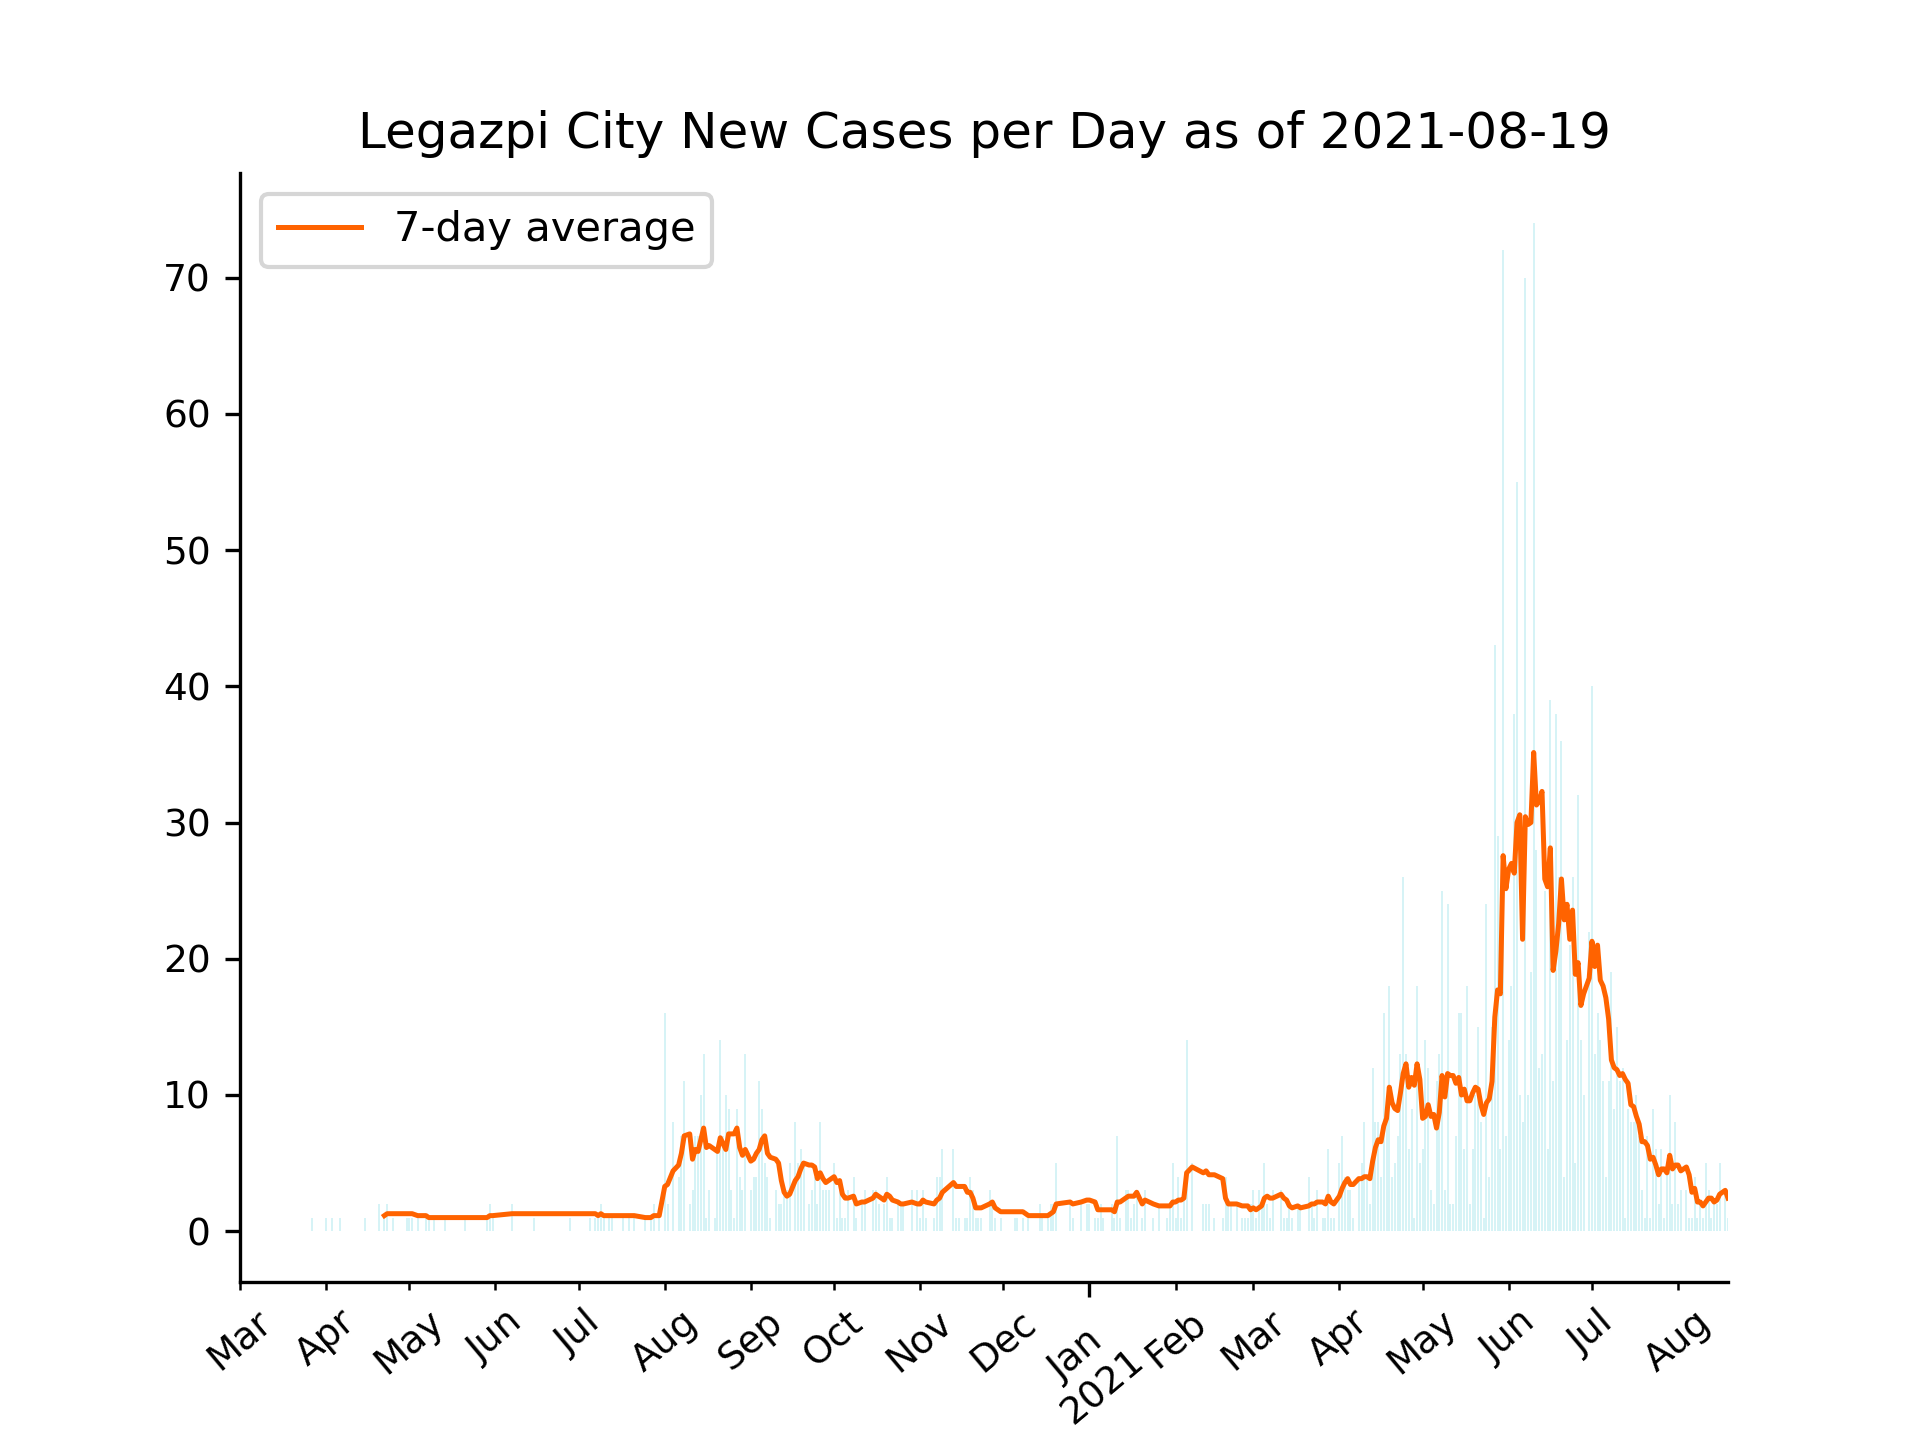 Legazpi City New Cases per Day as of 2021-08-19
7-day average
70
60
50
40
30
20
10
0
Mar
Apr
May
Jun
Jul
Aug
Sep
Oct
Nov
Dec
Jan
2021
Feb
Mar
Apr
May
Jun
Jul
Aug